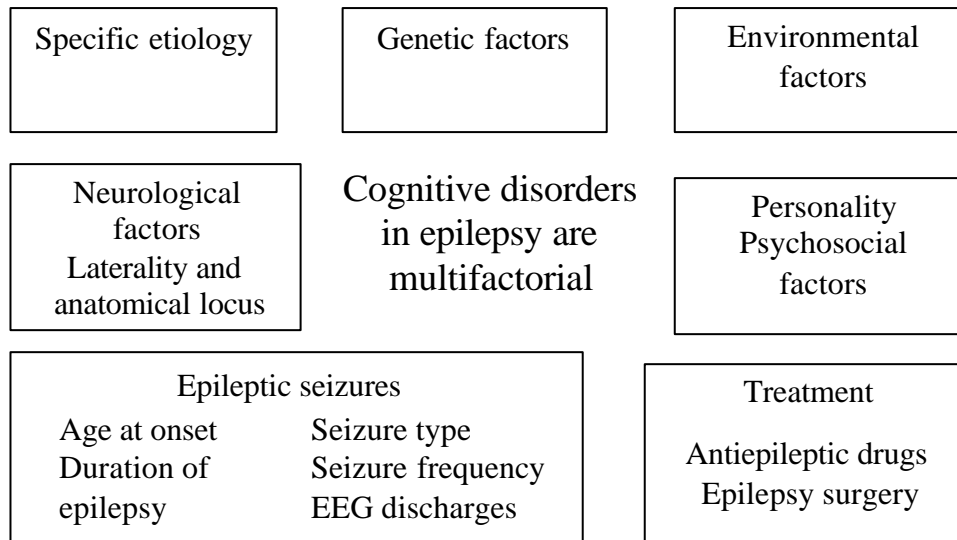 Specific etiology
Genetic factors
Environmental
factors
Neurological
factors
Laterality and
anatomical locus
Cognitive disorders
in epilepsy are
multifactorial
Personality
Psychosocial
factors
Epileptic seizures
Age at onset
Duration of
epilepsy
Seizure type
Seizure frequency
EEG discharges
Treatment
Antiepileptic drugs
Epilepsy surgery